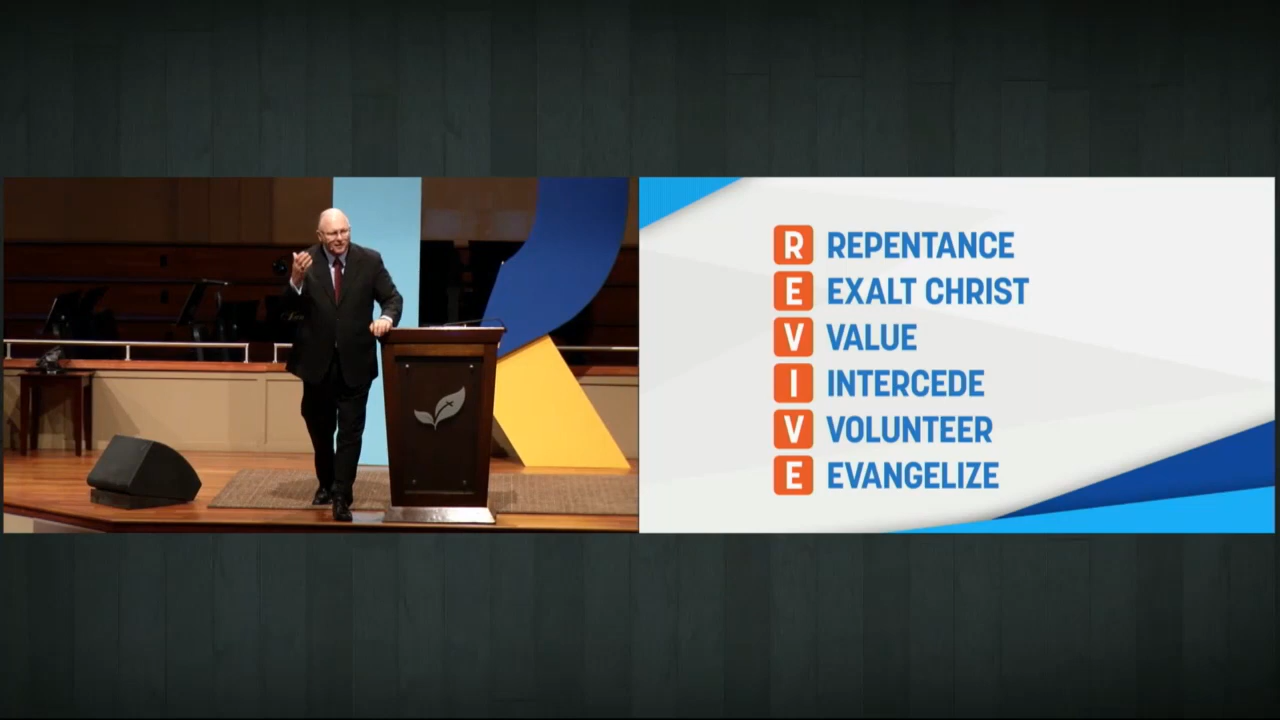 R REPENTANCE
E EXALT CHRIST
V VALUE
I INTERCEDE
V VOLUNTEER
E EVANGELIZE